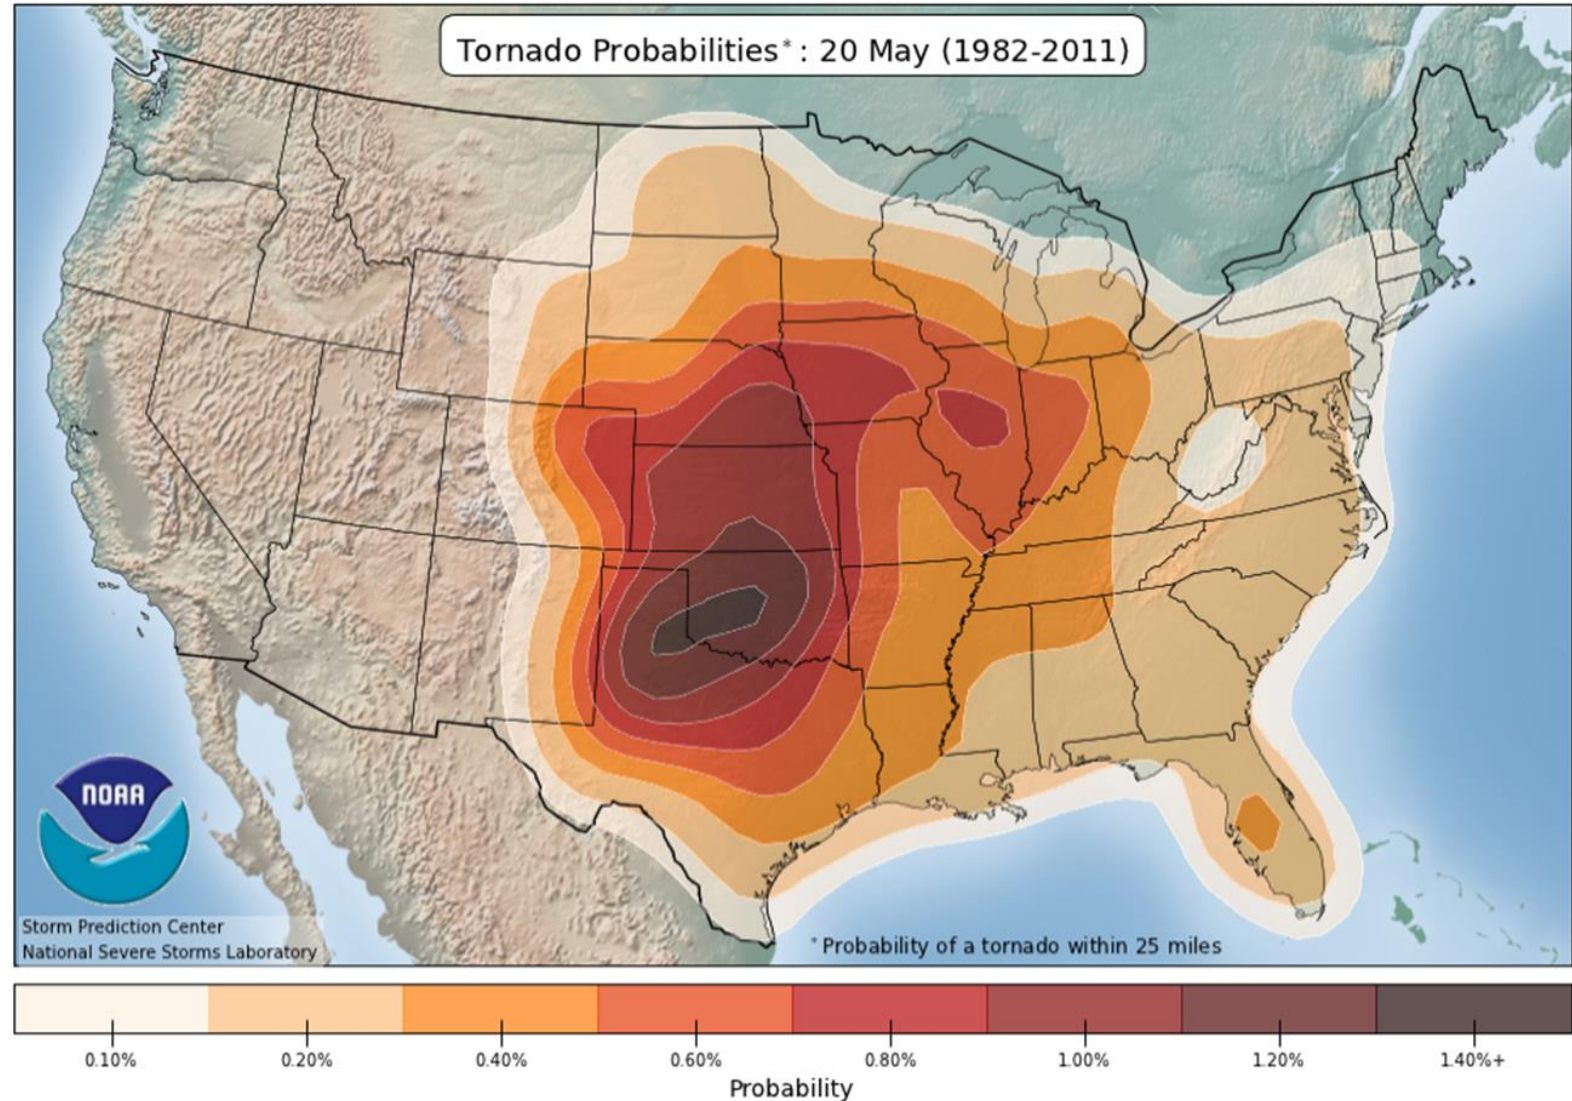 Tornado Probabilities*: 20 May (1982-2011)
NOAA
Storm Prediction Center
National Severe Storms Laboratory
*Probability of a tornado within 25 miles
0.10%
0.20%
0.40%
0.60%
0.80%
1.00%
1.20%
1.40%+
Probability